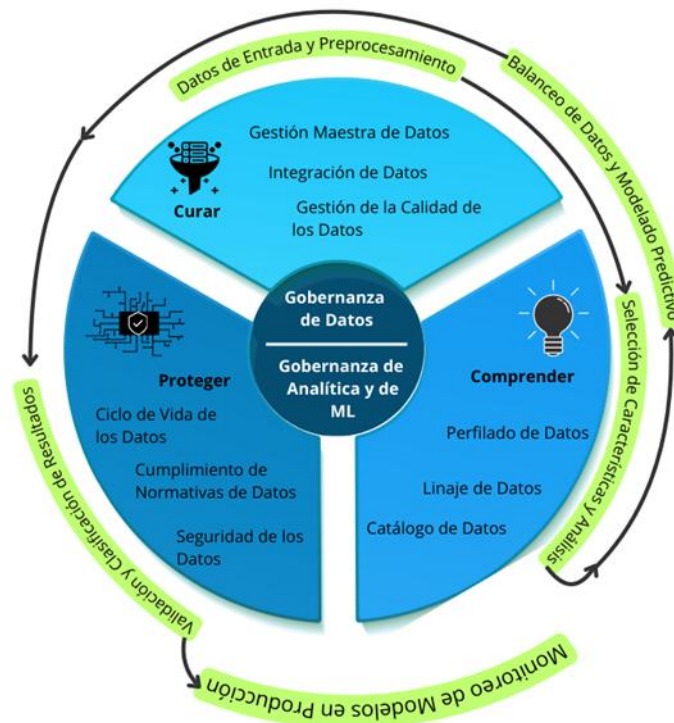 Datos de Entrada y Preprocesamiento
Balanceo de Datos y Modelado Predictivo
Gestión Maestra de Datos
Integración de Datos
Curar
Gestión de la Calidad de
los Datos
Gobernanza
de Datos
Gobernanza de
Analítica y de
ML
Proteger
Ciclo de Vida de
los Datos
Cumplimiento de
Normativas de Datos
Seguridad de los
Datos
Comprender
Perfilado de Datos
Linaje de Datos
Catálogo de Datos
Selección de Características y Análisis
Validación y Clasificación de Resultados
Monitoreo de Modelos en Producción